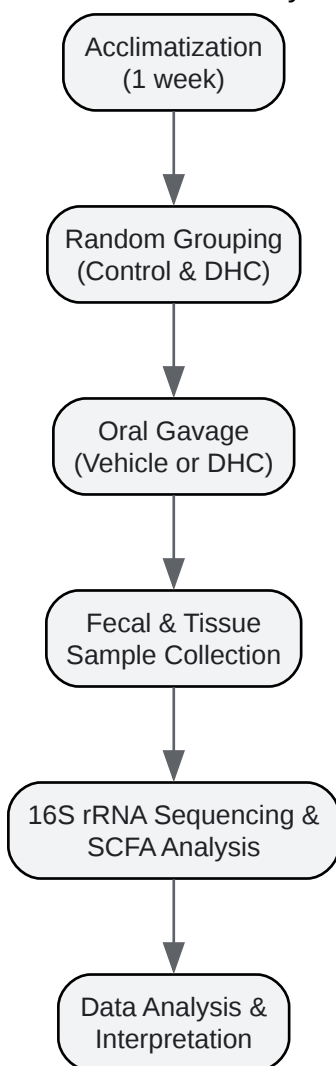 Acclimatization
(1 week)
Random Grouping
(Control & DHC)
Oral Gavage
(Vehicle or DHC)
Fecal & Tissue
Sample Collection
16S rRNA Sequencing &
SCFA Analysis
Data Analysis &
Interpretation